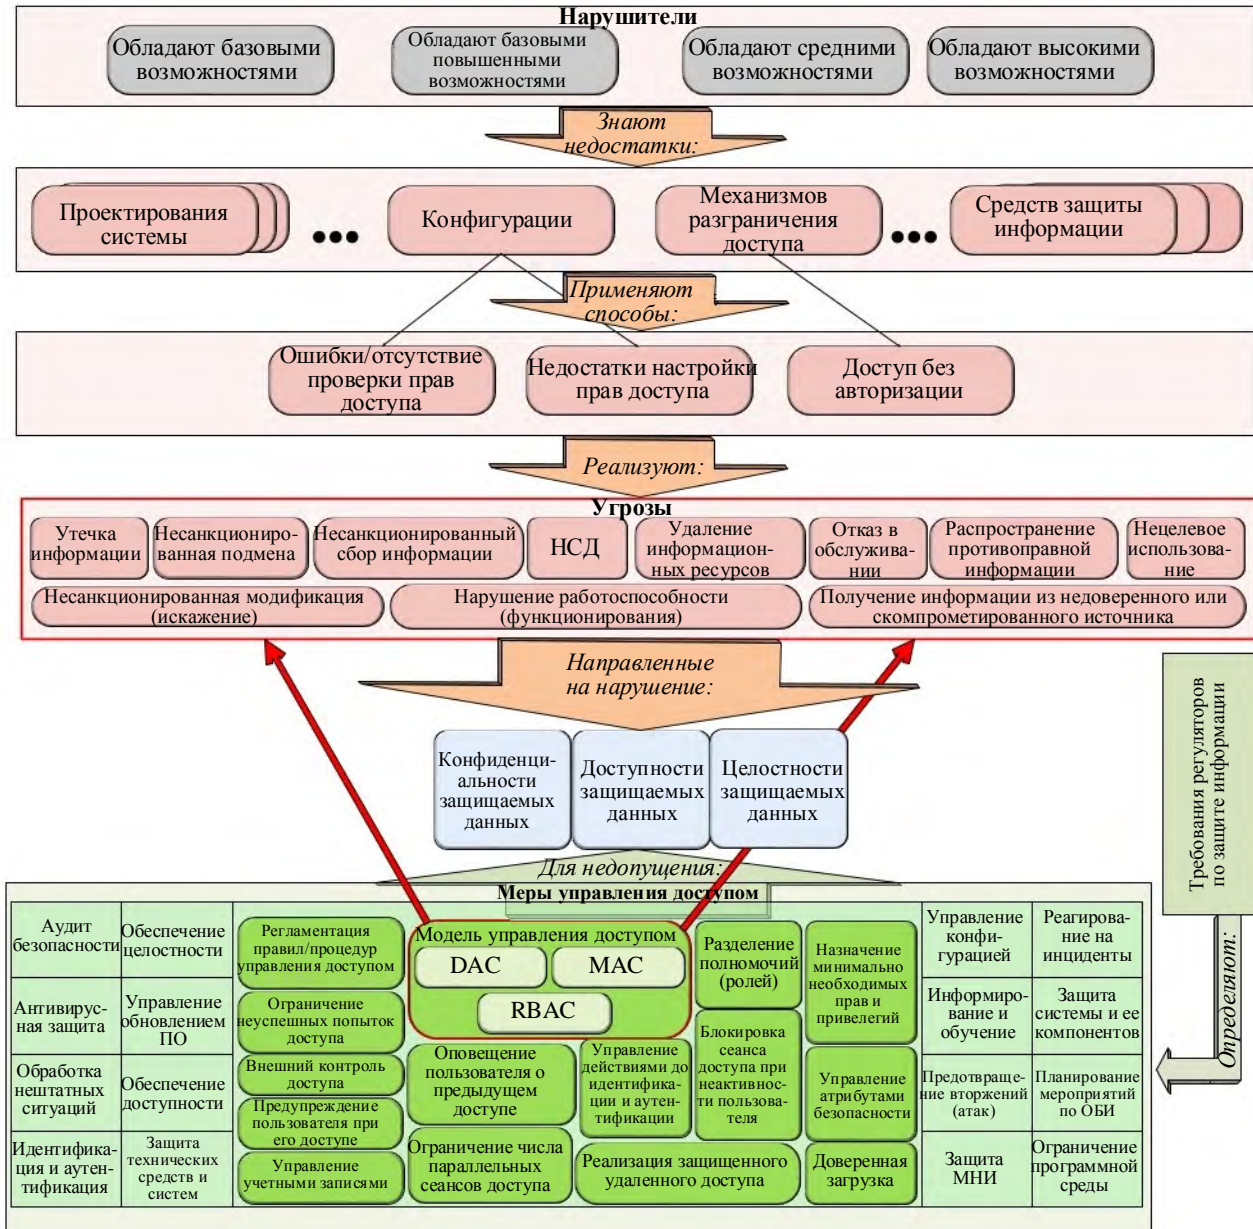 Нарушители
Обладают базовыми
возможностями
Обладают базовыми
повышенными
возможностями
Обладают средними
возможностями
Обладают высокими
возможностями
Знают
недостатки:
Проектирования
системы
Конфигурации
Механизмов
разграничения
доступа
Средств защиты
информации
Применяют
способы:
Ошибки/отсутствие
проверки прав
доступа
Недостатки настройки
прав доступа
Доступ без
авторизации
Реализуют:
Угрозы
Утечка
информации
Несанкциониро-
ванная подмена
Несанкционированный
сбор информации
НСД
Удаление
информацион-
ных ресурсов
Отказ в
обслужива-
нии
Распространение
противоправной
информации
Нецелевое
использова-
ние
Несанкционированная модификация
(искажение)
Нарушение работоспособности
(функционирования)
Получение информации из недоверенного или
скомпрометированного источника
Направленные
на нарушение:
Конфиденци-
альности
защищаемых
данных
Доступности
защищаемых
данных
Целостности
защищаемых
данных
Требования регуляторов
по защите информации
Определяют:
Для недопущения:
Меры управления доступом
Аудит
безопасности
Обеспечение
целостности
Антивирус-
ная защита
Управление
обновлением
ПО
Обработка
нештатных
ситуаций
Обеспечение
доступности
Идентифика-
ция и аутен-
тификация
Защита
технических
средств и
систем
Регламентация
правил/процедур
управления доступом
Ограничение
неуспешных попыток
доступа
Внешний контроль
доступа
Предупреждение
пользователя при
его доступе
Управление
учетными записями
Модель управления доступом
DAC
MAC
RBAC
Оповещение
пользователя о
предыдущем
доступе
Ограничение числа
параллельных
сеансов доступа
Управление
действиями до
идентифика-
ции и аутен-
тификации
Реализация защищенного
удаленного доступа
Разделение
полномочий
(ролей)
Блокировка
сеанса
доступа при
неактивнос-
ти пользова-
теля
Назначение
минимально
необходимых
прав и
привелегий
Управление
атрибутами
безопасности
Доверенная
загрузка
Управление
конфи-
гурацией
Реагирова-
ние на
инциденты
Информиро-
вание и
обучение
Защита
системы и ее
компонентов
Предотвраще-
ние вторжений
(атак)
Планирование
мероприятий
по ОБИ
Защита
МНИ
Ограничение
программной
среды